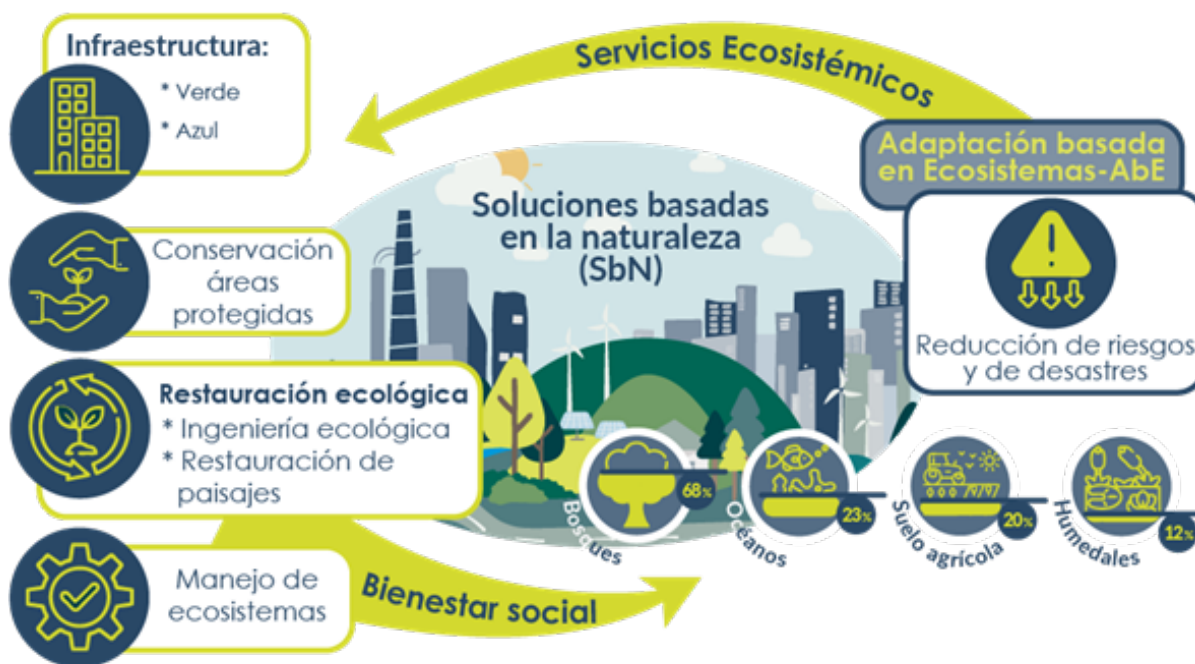 Infraestructura:
* Verde
* Azul
Servicios Ecosistémicos
Adaptación basada
en Ecosistemas-AbE
Soluciones basadas
en la naturaleza
(SbN)
Conservación
áreas
protegidas
Reducción de riesgos
y de desastres
Restauración ecológica
* Ingeniería ecológica
* Restauración de
paisajes
Bosques
68%
Océanos
23%
Suelo agrícola
20%
Humedales
12%
Manejo de
ecosistemas
Bienestar social